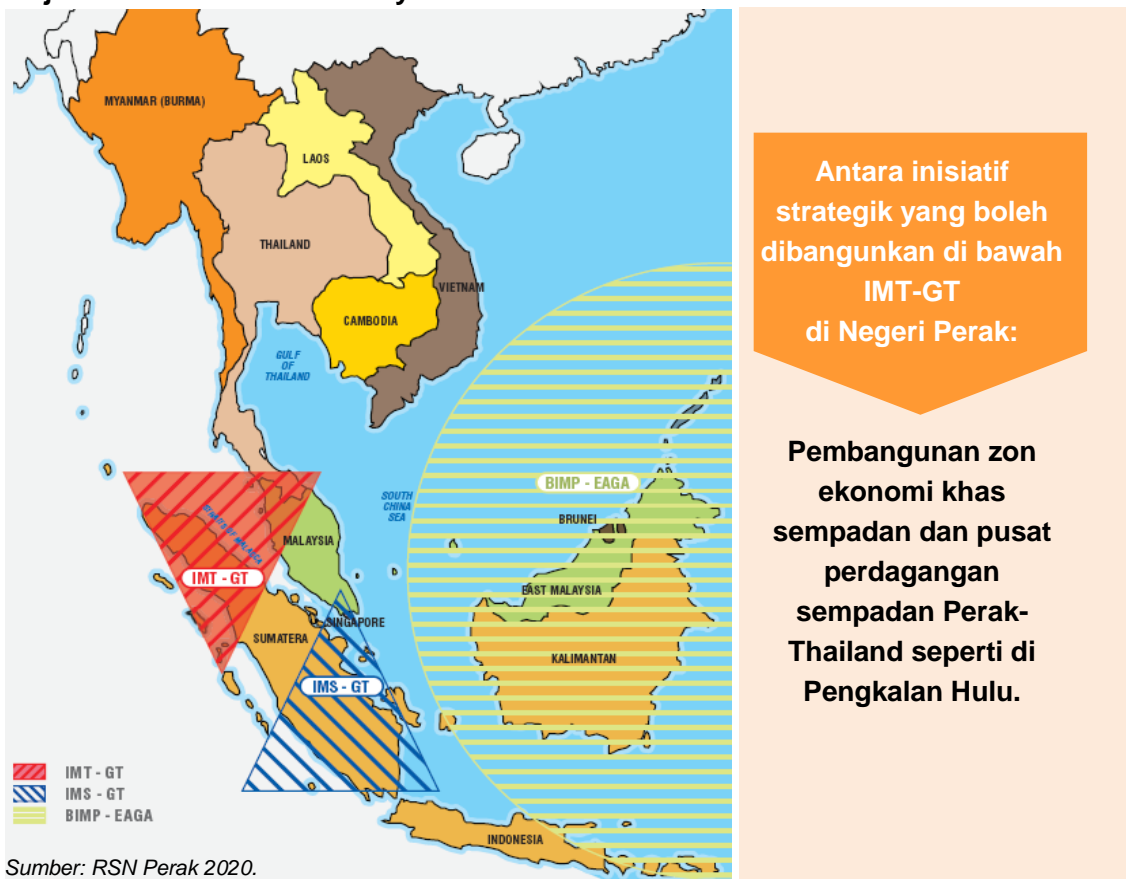 MYANMAR (BURMA)
LAOS
THAILAND
VIETNAM
CAMBODIA
GULF
OF
THAILAND
SOUTH
CHINA
SEA
BIMP - EAGA
BRUNEI
STRAITS OF MALACCA
MALAYSIA
IMT - GT
EAST MALAYSIA
SINGAPORE
SUMATERA
KALIMANTAN
IMS - GT
INDONESIA
IMT - GT
IMS - GT
BIMP - EAGA
Sumber: RSN Perak 2020.
Antara inisiatif
strategik yang boleh
dibangunkan di bawah
IMT-GT
di Negeri Perak:
Pembangunan zon
ekonomi khas
sempadan dan pusat
perdagangan
sempadan Perak-
Thailand seperti di
Pengkalan Hulu.